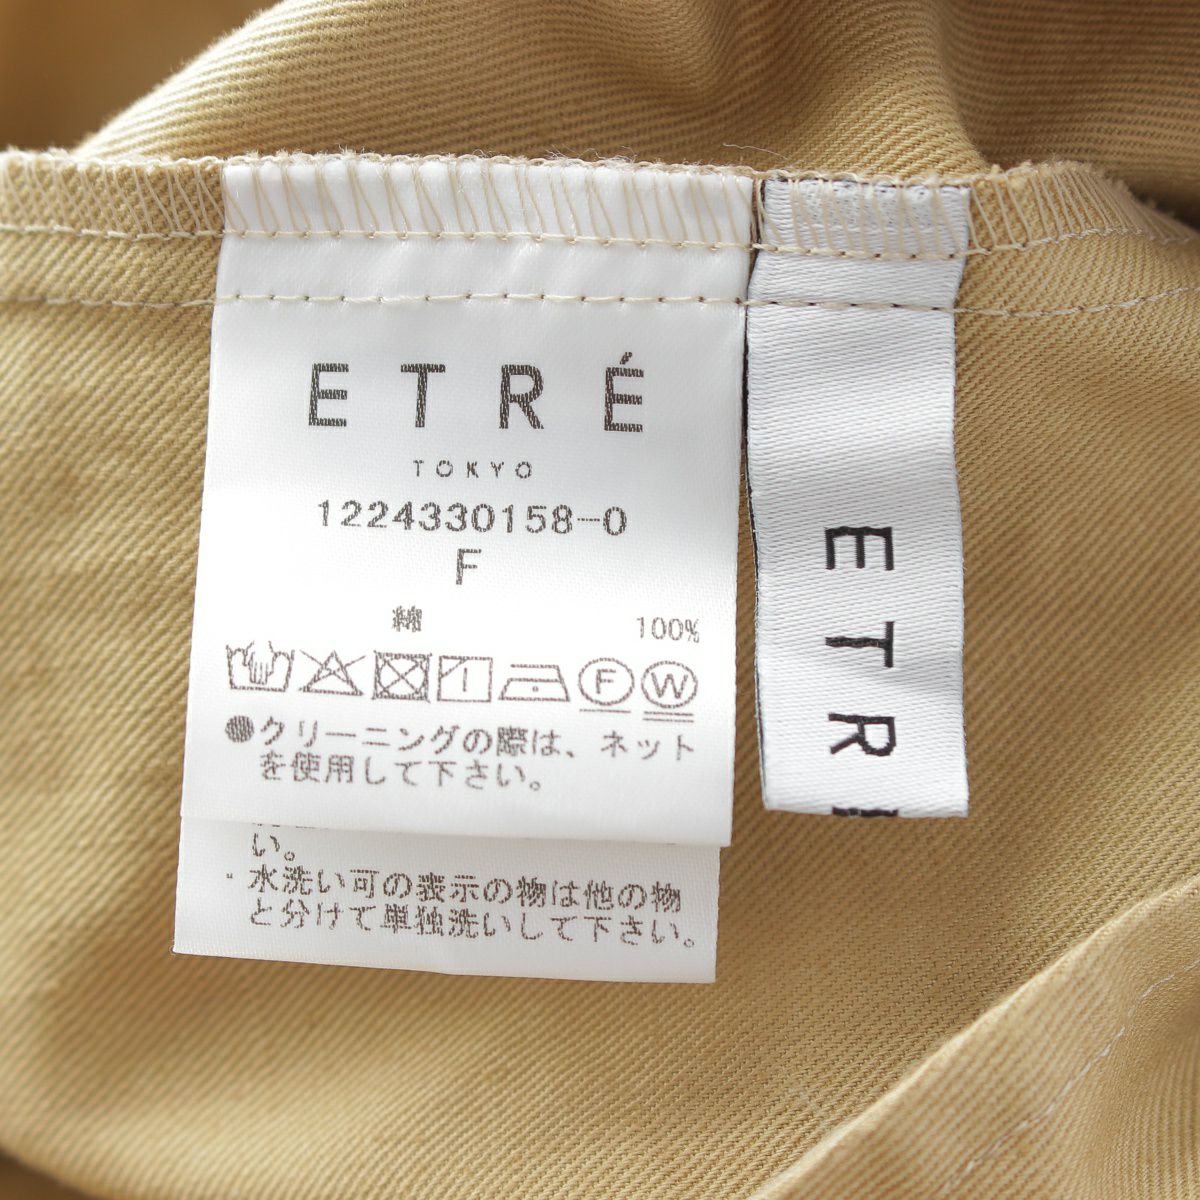 ETRÉ
TOKYO
1224330158-0
F
綿 100%
F W
●クリーニングの際は、ネット
を使用して下さい。
い。
・水洗い可の表示の物は他の物
と分けて単独洗いして下さい。
ETR